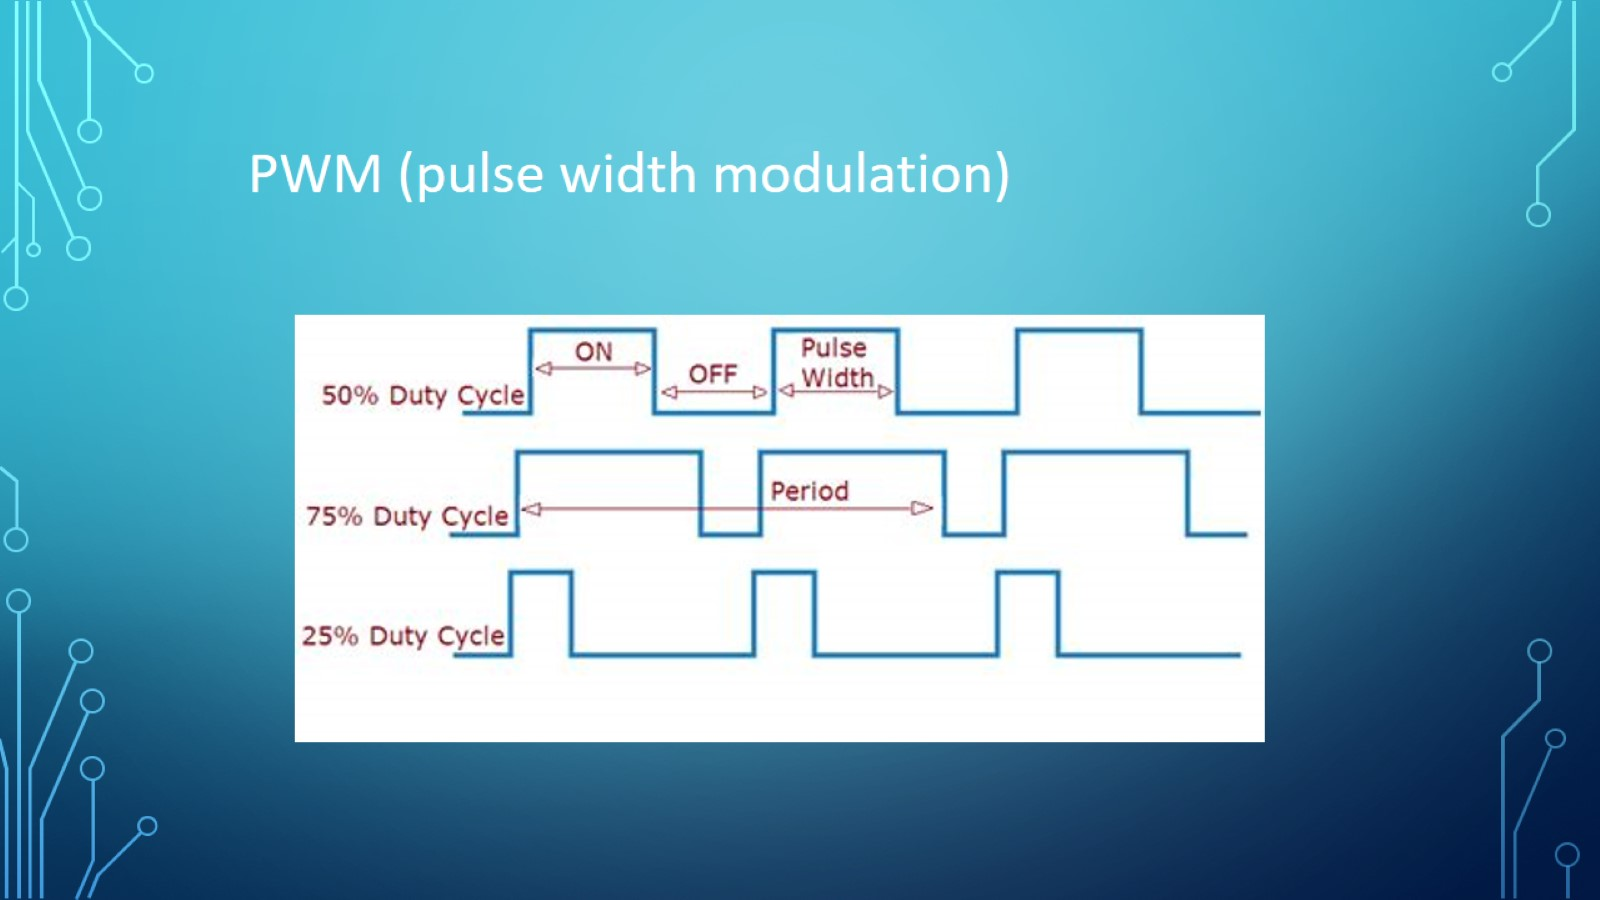 PWM (pulse width modulation)
ON
OFF
Pulse
Width
50% Duty Cycle
Period
75% Duty Cycle
25% Duty Cycle